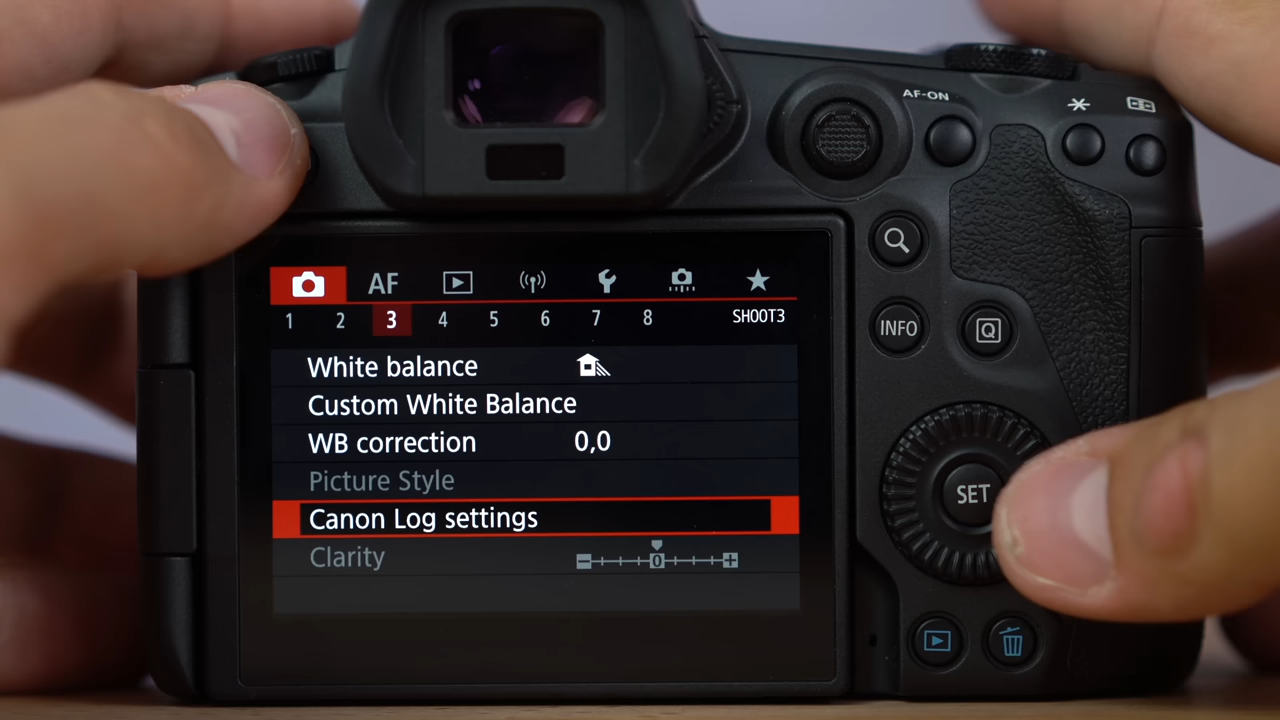 AF-ON
AF
1 2 3 4 5 6 7 8 SHOOT3
White balance
Custom White Balance
WB correction 0,0
Picture Style
Canon Log settings
Clarity 0
INFO
Q
SET